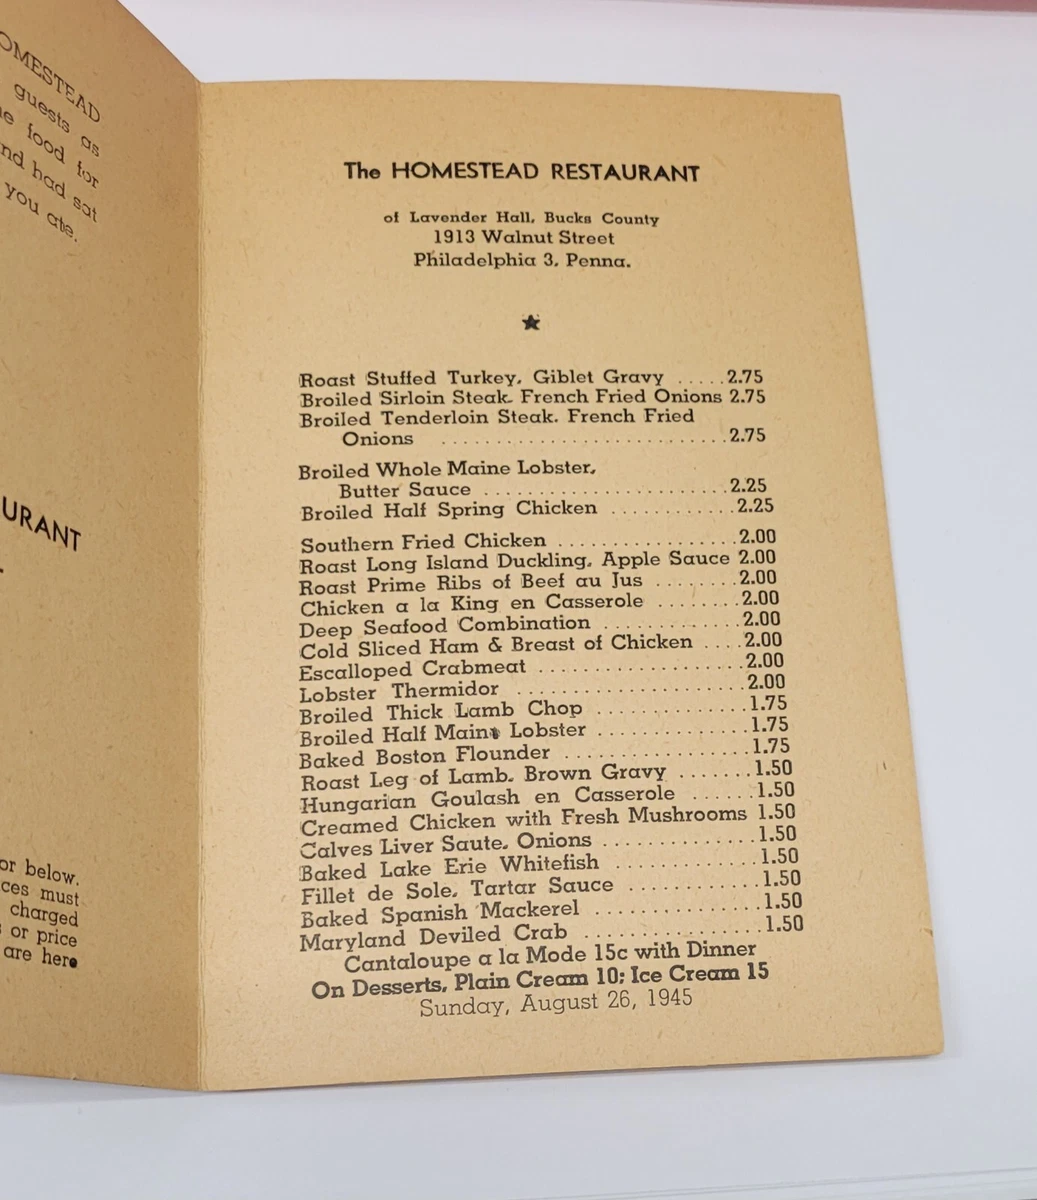 OMESTEAD
guests as
food for
nd had sat
you ate.
URANT
or below.
ces must
charged
or price
are here
The HOMESTEAD RESTAURANT
of Lavender Hall, Bucks County
1913 Walnut Street
Philadelphia 3, Penna.
★
Roast Stuffed Turkey, Giblet Gravy .....2.75
Broiled Sirloin Steak, French Fried Onions 2.75
Broiled Tenderloin Steak, French Fried
Onions ...........................2.75
Broiled Whole Maine Lobster,
Butter Sauce .......................2.25
Broiled Half Spring Chicken ............2.25
Southern Fried Chicken .................2.00
Roast Long Island Duckling, Apple Sauce 2.00
Roast Prime Ribs of Beef au Jus ........2.00
Chicken a la King en Casserole ........2.00
Deep Seafood Combination .............2.00
Cold Sliced Ham & Breast of Chicken ....2.00
Escalloped Crabmeat ....................2.00
Lobster Thermidor ......................2.00
Broiled Thick Lamb Chop ..............1.75
Broiled Half Maine Lobster .............1.75
Baked Boston Flounder .................1.75
Roast Leg of Lamb, Brown Gravy .......1.50
Hungarian Goulash en Casserole ......1.50
Creamed Chicken with Fresh Mushrooms 1.50
Calves Liver Saute, Onions .............1.50
Baked Lake Erie Whitefish .............1.50
Fillet de Sole, Tartar Sauce ............1.50
Baked Spanish Mackerel ...............1.50
Maryland Deviled Crab ................1.50
Cantaloupe a la Mode 15c with Dinner
On Desserts, Plain Cream 10; Ice Cream 15
Sunday, August 26, 1945